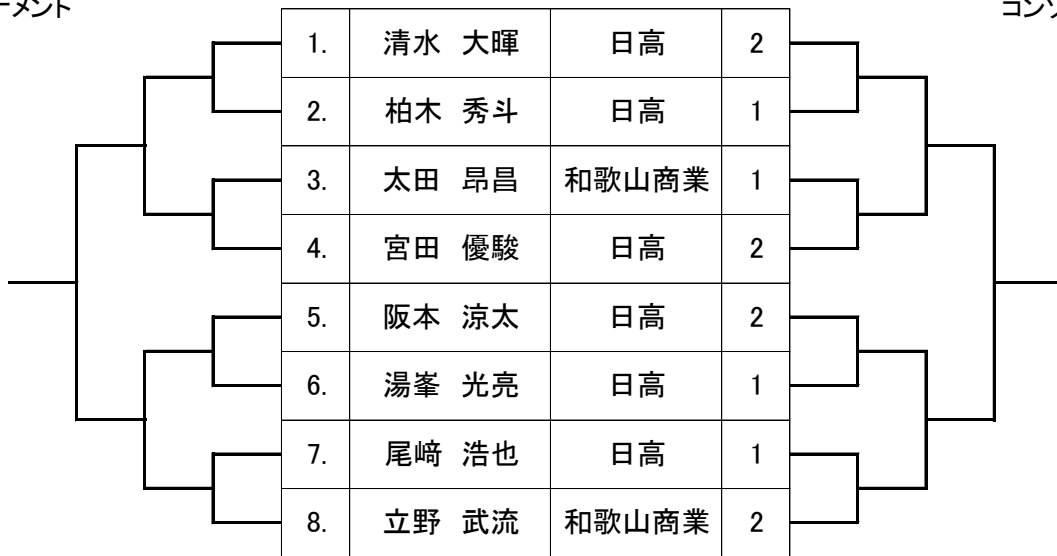 ーメント
コンソ
1. 清水 大暉 日高 2
2. 柏木 秀斗 日高 1
3. 太田 昂昌 和歌山商業 1
4. 宮田 優駿 日高 2
5. 阪本 涼太 日高 2
6. 湯峯 光亮 日高 1
7. 尾﨑 浩也 日高 1
8. 立野 武流 和歌山商業 2